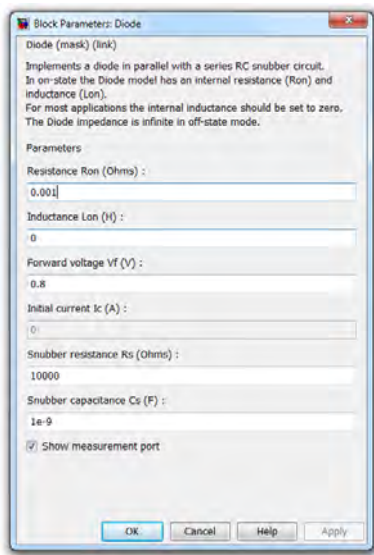 Block Parameters: Diode
Diode (mask) (link)
Implements a diode in parallel with a series RC snubber circuit.
In on-state the Diode model has an internal resistance (Ron) and
inductance (Lon).
For most applications the internal inductance should be set to zero.
The Diode impedance is infinite in off-state mode.
Parameters
Resistance Ron (Ohms) :
0.001
Inductance Lon (H) :
0
Forward voltage Vf (V) :
0.8
Initial current Ic (A) :
0
Snubber resistance Rs (Ohms) :
10000
Snubber capacitance Cs (F) :
1e-9
Show measurement port
OK Cancel Help Apply